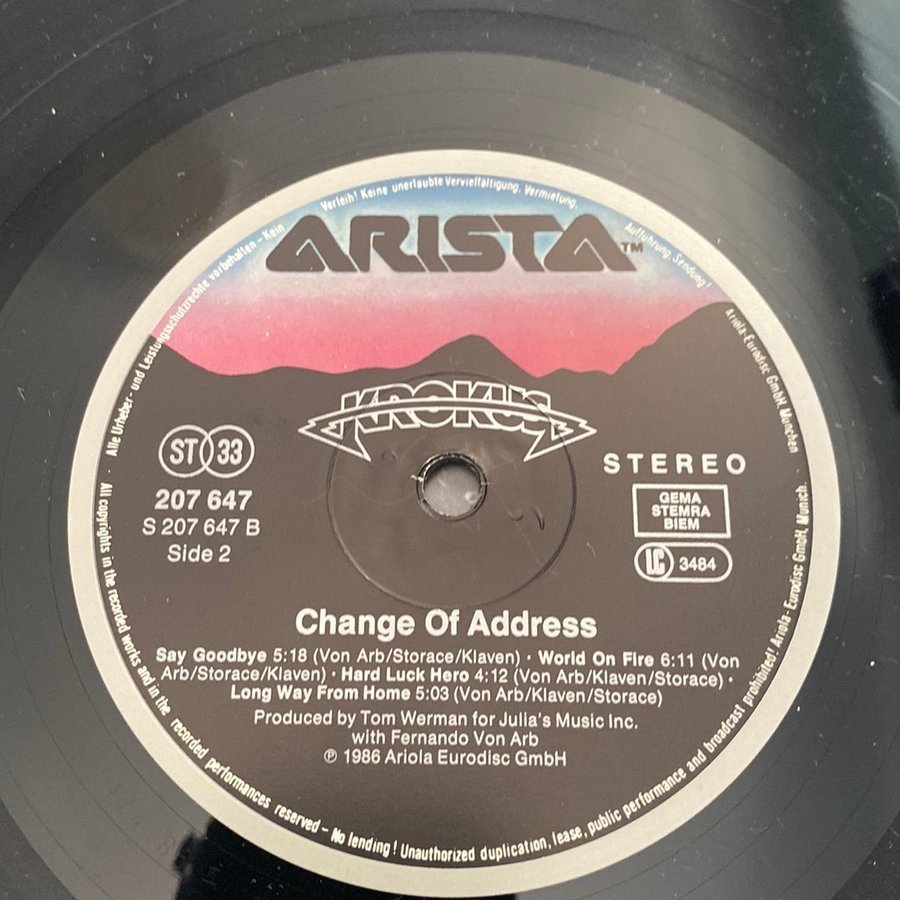 Alle Urheber- und Leistungsschutzrechte vorbehalten – Kein Verleih! Keine unerlaubte Vervielfältigung, Vermietung, Aufführung, Sendung!
ARISTA™
Ariola-Eurodisc GmbH, München
KROKUS
ST 33
207 647
S 207 647 B
Side 2
STEREO
GEMA
STEMRA
BIEM
LC 3484
Change Of Address
Say Goodbye 5:18 (Von Arb/Storace/Klaven) · World On Fire 6:11 (Von
Arb/Storace/Klaven) · Hard Luck Hero 4:12 (Von Arb/Klaven/Storace) ·
Long Way From Home 5:03 (Von Arb/Klaven/Storace)
Produced by Tom Werman for Julia's Music Inc.
with Fernando Von Arb
℗ 1986 Ariola Eurodisc GmbH
All copyrights in the recorded works and in the recorded performances reserved – No lending! Unauthorized duplication, lease, public performance and broadcast prohibited! Ariola-Eurodisc GmbH, Munich.